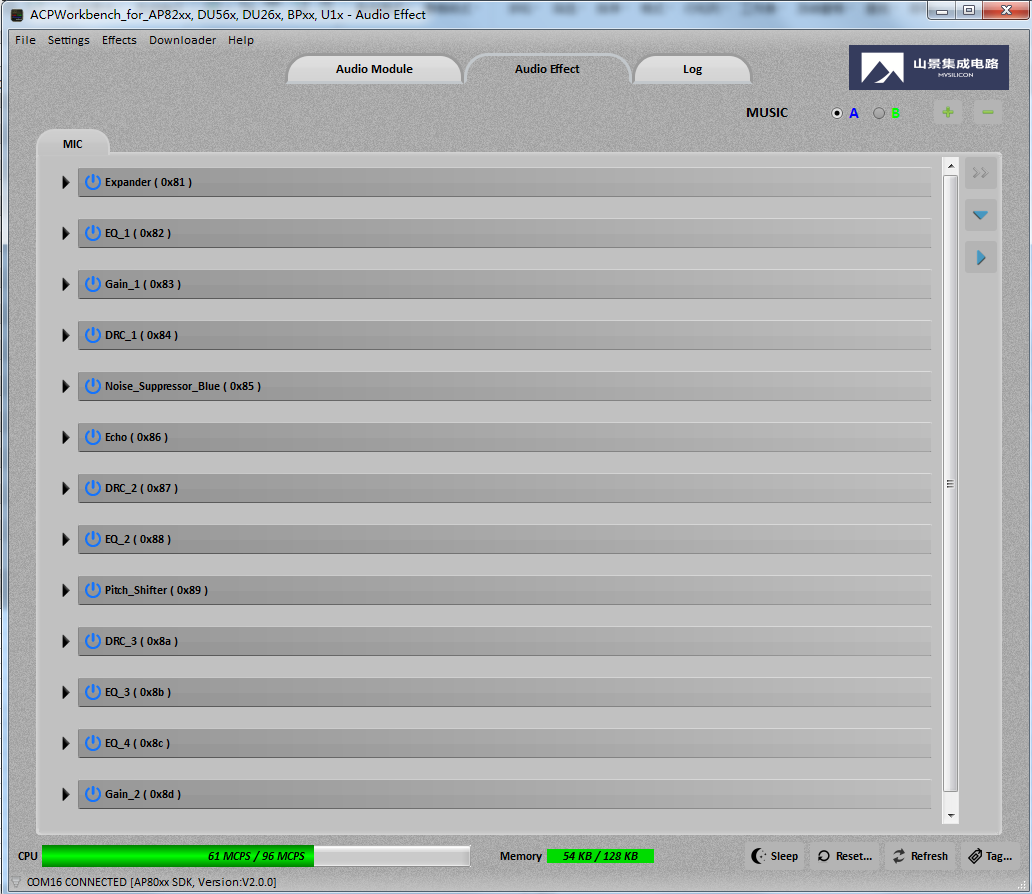 ACPWorkbench_for_AP82xx, DU56x, DU26x, BPxx, U1x - Audio Effect
File Settings Effects Downloader Help
Audio Module Audio Effect Log
山景集成电路
MVSILICON
MUSIC A B
MIC
Expander ( 0x81 )
EQ_1 ( 0x82 )
Gain_1 ( 0x83 )
DRC_1 ( 0x84 )
Noise_Suppressor_Blue ( 0x85 )
Echo ( 0x86 )
DRC_2 ( 0x87 )
EQ_2 ( 0x88 )
Pitch_Shifter ( 0x89 )
DRC_3 ( 0x8a )
EQ_3 ( 0x8b )
EQ_4 ( 0x8c )
Gain_2 ( 0x8d )
CPU 61 MCPS / 96 MCPS Memory 54 KB / 128 KB Sleep Reset... Refresh Tag...
COM16 CONNECTED [AP80xx SDK, Version:V2.0.0]